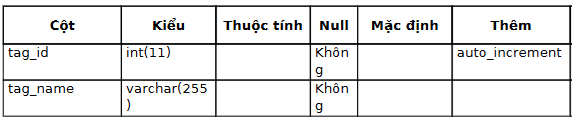 Cột Kiểu Thuộc tính Null Mặc định Thêm
tag_id int(11) Khôn auto_increment
g
tag_name varchar(255 Khôn
) g